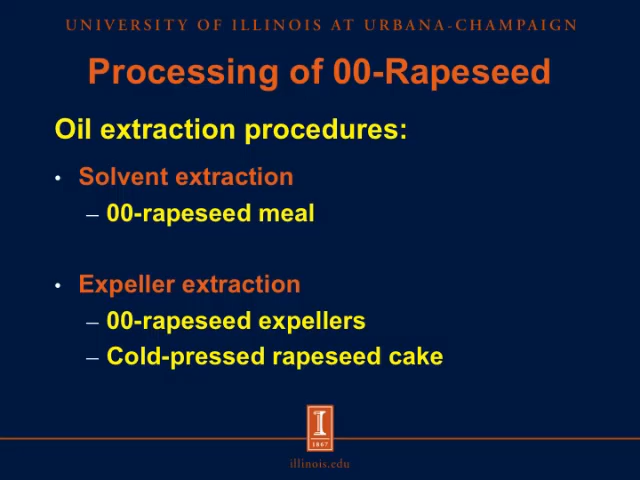 UNIVERSITY OF ILLINOIS AT URBANA-CHAMPAIGN
Processing of 00-Rapeseed
Oil extraction procedures:
• Solvent extraction
– 00-rapeseed meal
• Expeller extraction
– 00-rapeseed expellers
– Cold-pressed rapeseed cake
I
1867
illinois.edu